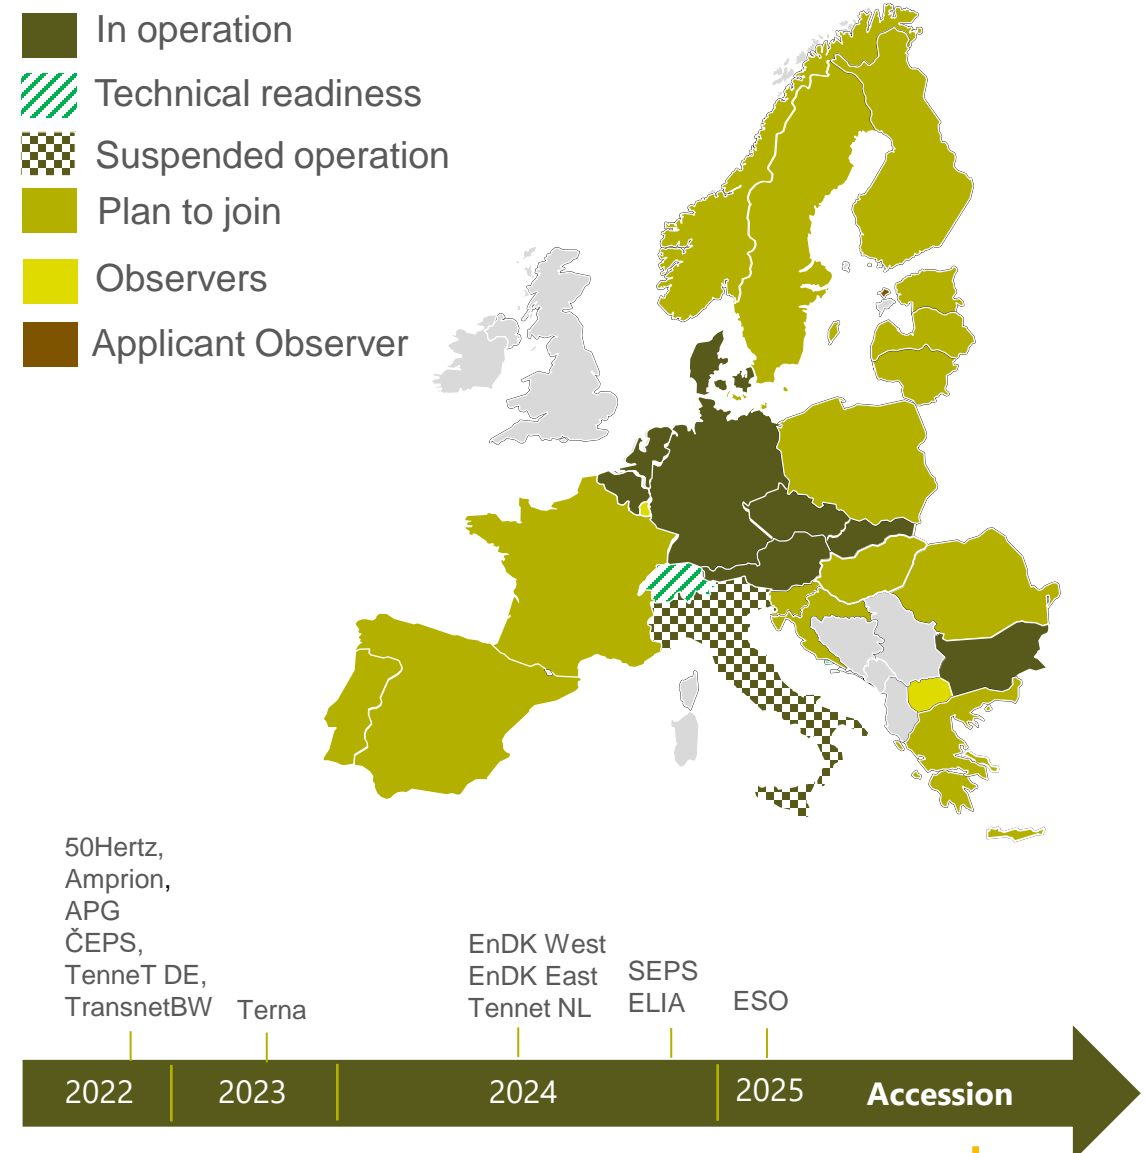 In operation
Technical readiness
Suspended operation
Plan to join
Observers
Applicant Observer
50Hertz,
Amprion,
APG
ČEPS,
TenneT DE,
TransnetBW
Terna
EnDK West
EnDK East
Tennet NL
SEPS
ELIA
ESO
2022
2023
2024
2025
Accession